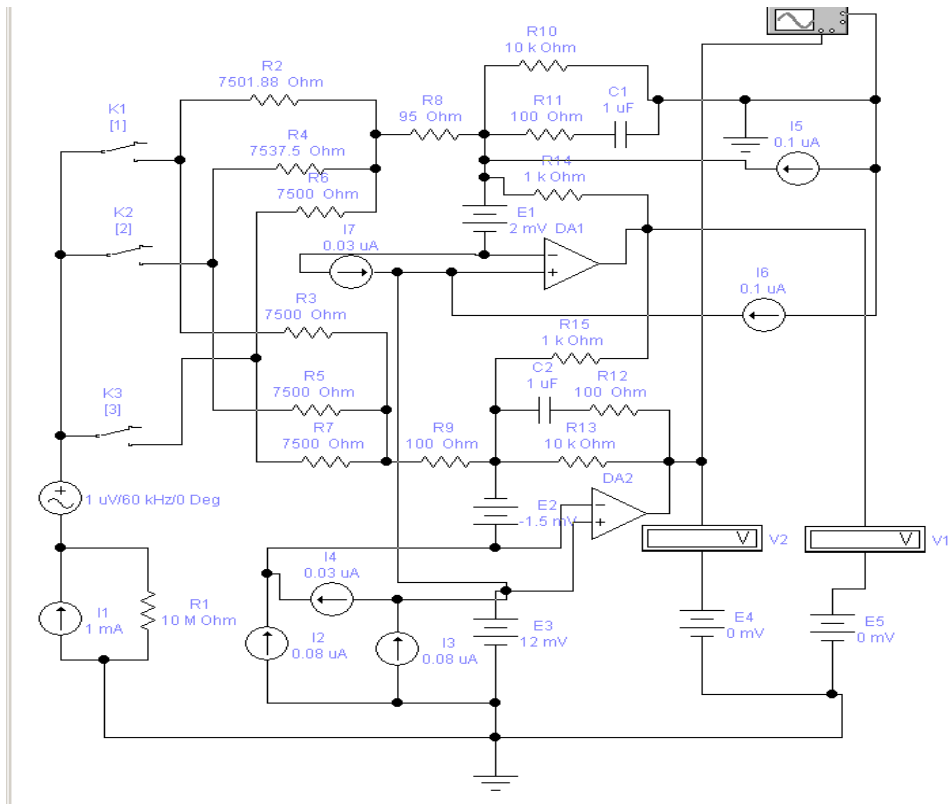 R10
10 k Ohm
R2
7501.88 Ohm
C1
1 uF
R8
95 Ohm
R11
100 Ohm
K1
[1]
I5
0.1 uA
R4
7537.5 Ohm
R14
1 k Ohm
R6
7500 Ohm
K2
[2]
E1
2 mV
DA1
I7
0.03 uA
I6
0.1 uA
R3
7500 Ohm
R15
1 k Ohm
C2
1 uF
R12
100 Ohm
R5
7500 Ohm
K3
[3]
R7
7500 Ohm
R9
100 Ohm
R13
10 k Ohm
DA2
1 uV/60 kHz/0 Deg
E2
-1.5 mV
V
V2
V
V1
I4
0.03 uA
I1
1 mA
R1
10 M Ohm
I2
0.08 uA
I3
0.08 uA
E3
12 mV
E4
0 mV
E5
0 mV